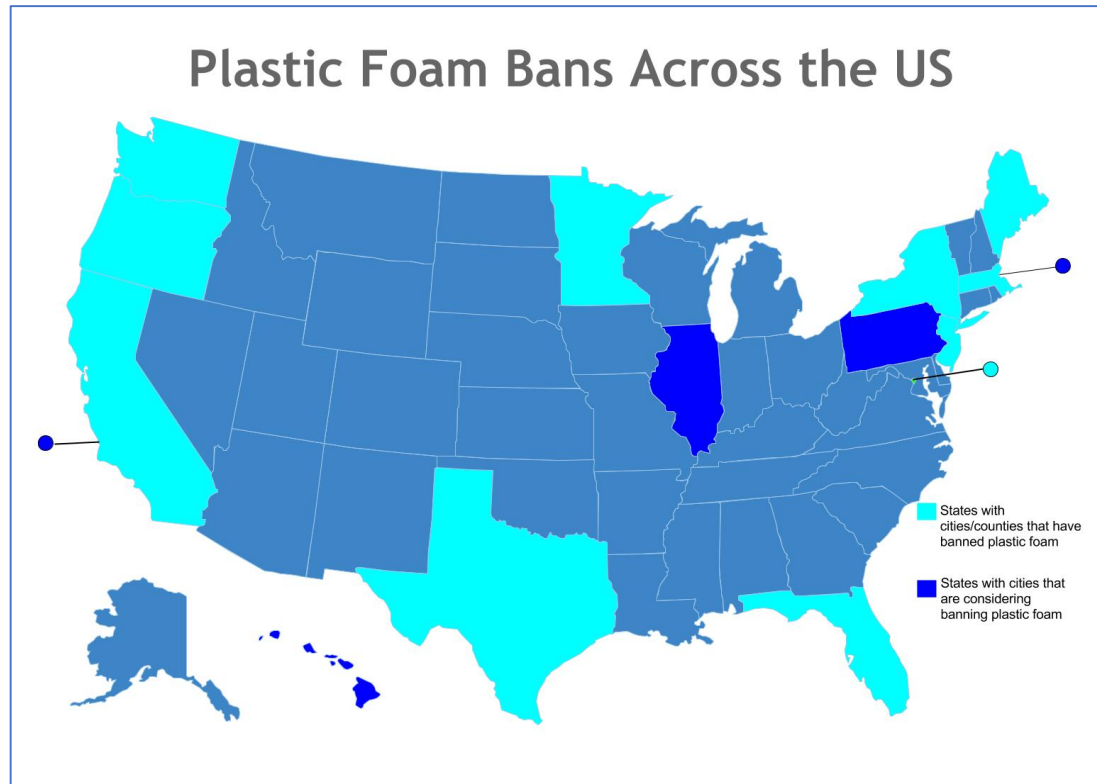 Plastic Foam Bans Across the US
States with
cities/counties that have
banned plastic foam
States with cities that
are considering
banning plastic foam